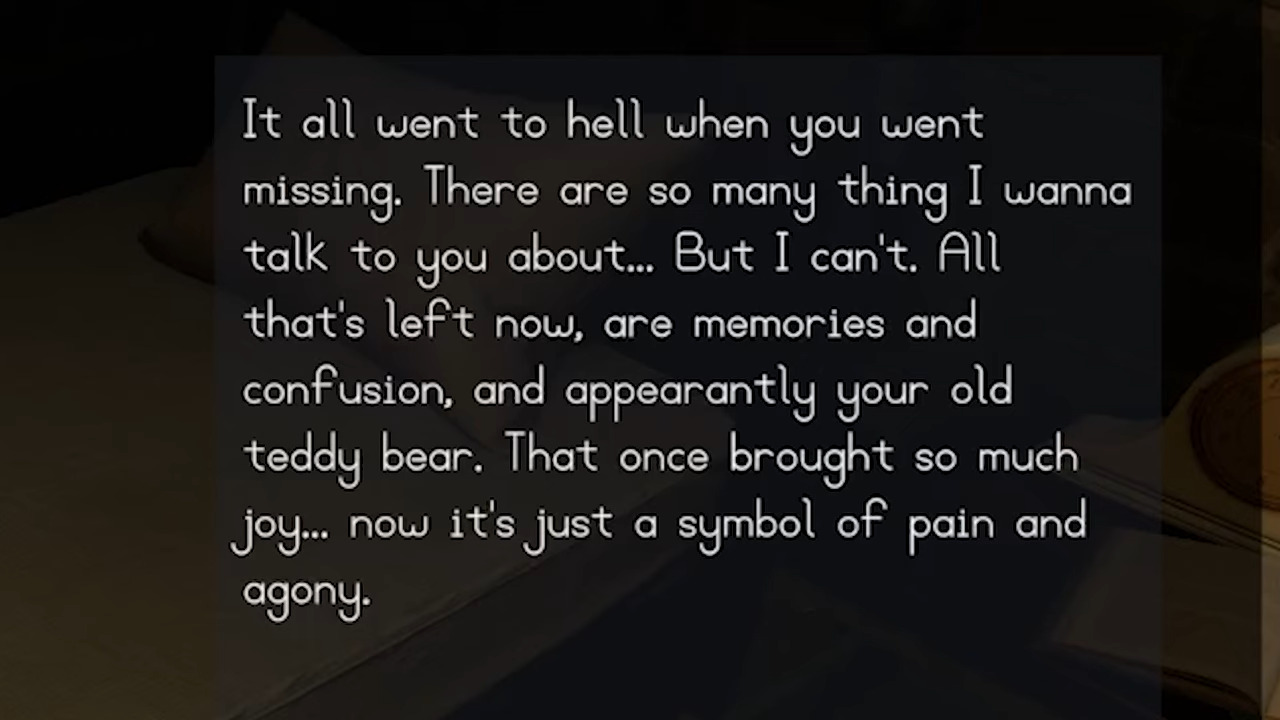 It all went to hell when you went
missing. There are so many thing I wanna
talk to you about... But I can't. All
that's left now, are memories and
confusion, and appearantly your old
teddy bear. That once brought so much
joy... now it's just a symbol of pain and
agony.